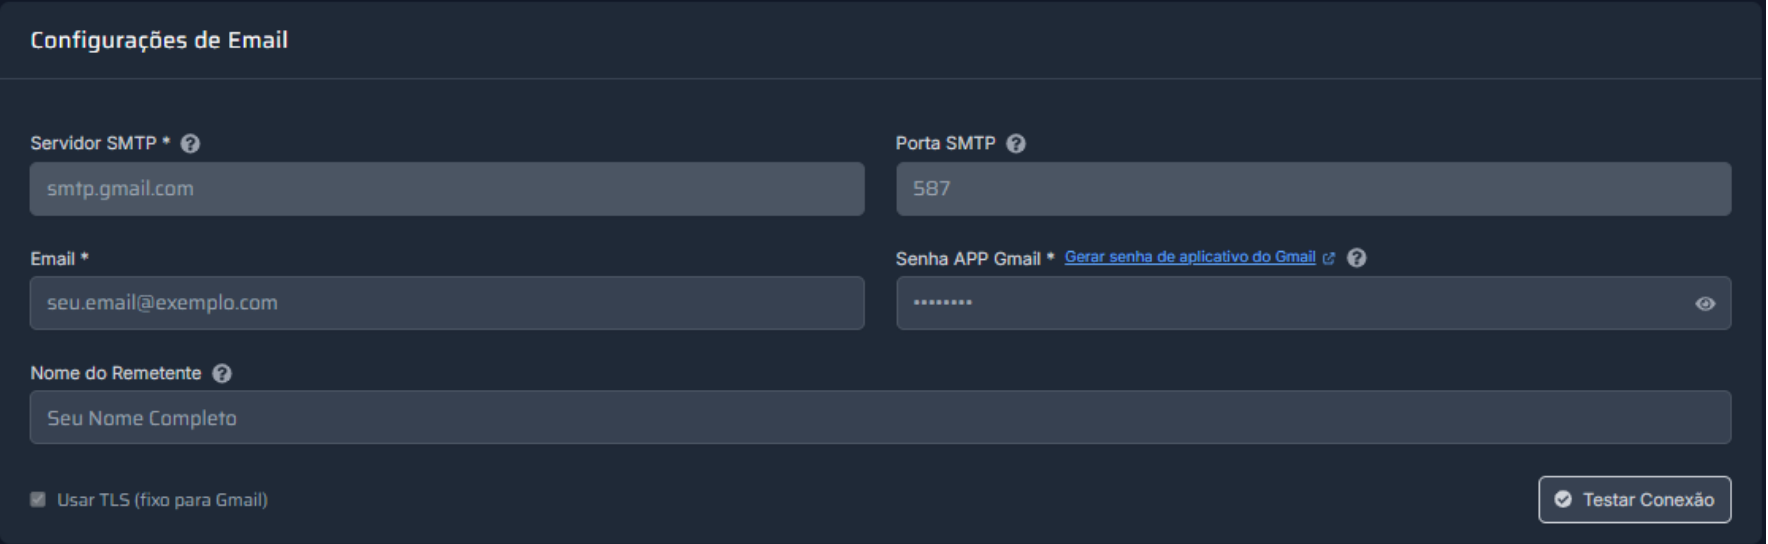 Configurações de Email
Servidor SMTP *
Porta SMTP
smtp.gmail.com
587
Email *
Senha APP Gmail * Gerar senha de aplicativo do Gmail
seu.email@exemplo.com
••••••••
Nome do Remetente
Seu Nome Completo
Usar TLS (fixo para Gmail)
Testar Conexão